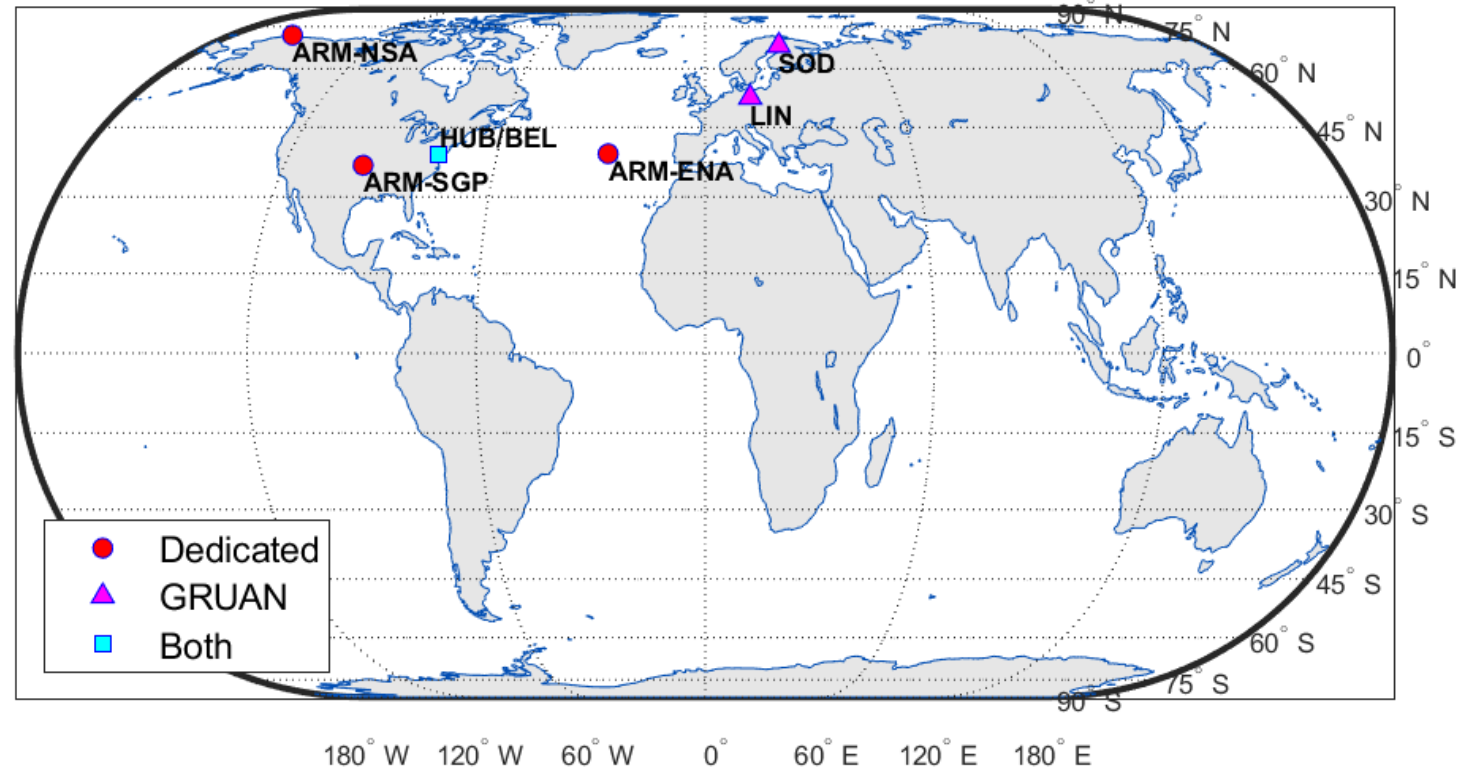 90° N
75° N
ARM-NSA
SOD
60° N
LIN
45° N
HUB/BEL
ARM-ENA
ARM-SGP
30° N
15° N
0°
15° S
30° S
Dedicated
45° S
GRUAN
60° S
Both
75° S
90° S
180° W 120° W 60° W 0° 60° E 120° E 180° E